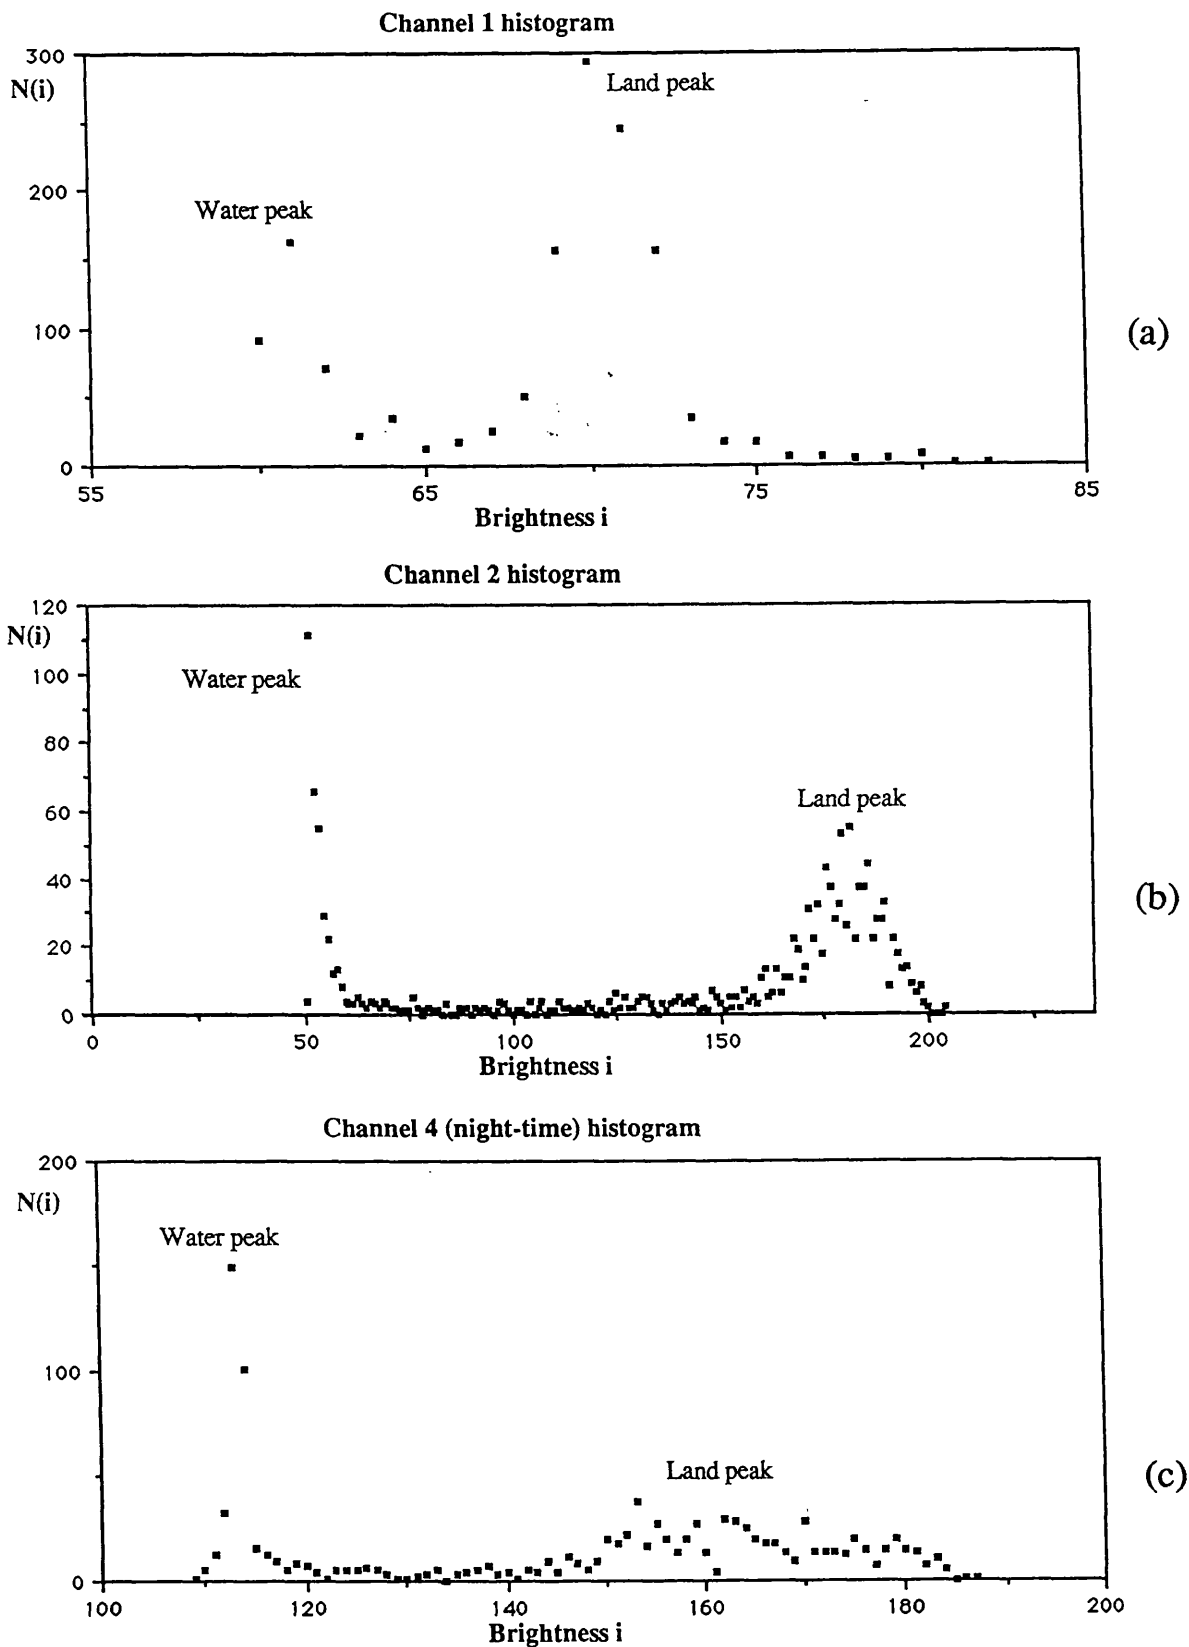 Channel 1 histogram
300
N(i)
Land peak
200
Water peak
100
(a)
0
55
65
75
85
Brightness i
Channel 2 histogram
120
N(i)
100
Water peak
80
Land peak
60
40
(b)
20
0
0
50
100
150
200
Brightness i
Channel 4 (night-time) histogram
200
N(i)
Water peak
100
Land peak
(c)
0
100
120
140
160
180
200
Brightness i